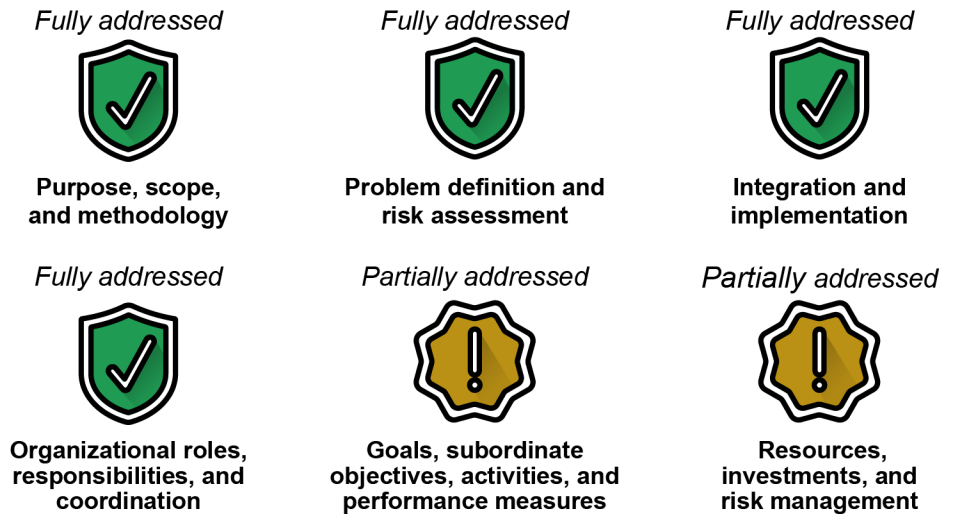 Fully addressed
Purpose, scope,
and methodology
Fully addressed
Problem definition and
risk assessment
Fully addressed
Integration and
implementation
Fully addressed
Organizational roles,
responsibilities, and
coordination
Partially addressed
Goals, subordinate
objectives, activities, and
performance measures
Partially addressed
Resources,
investments, and
risk management